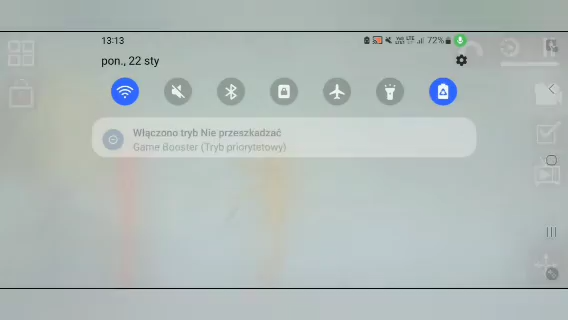 13:13
72%
pon., 22 sty
Włączono tryb Nie przeszkadzać
Game Booster (Tryb priorytetowy)